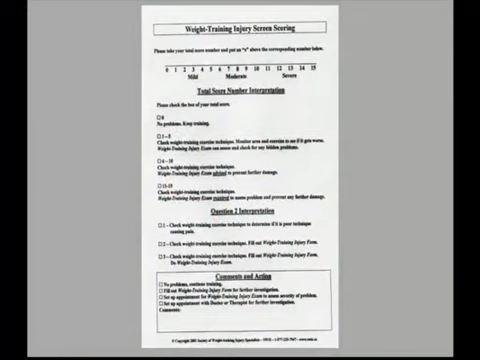 Weight-Training Injury Screen Scoring
Please take your total score number and put an "x" above the corresponding number below.
0 1 2 3 4 5 6 7 8 9 10 11 12 13 14 15
Mild Moderate Severe
Total Score Number Interpretation
Please check the box of your total score.
☐ 0
No problems. Keep training.
☐ 1 - 5
Check weight-training exercise technique. Monitor area and exercise to see if it gets worse.
Weight-Training Injury Exam can assess and check for any hidden problems.
☐ 6 - 10
Check weight-training exercise technique.
Weight-Training Injury Exam advised to prevent further damage.
☐ 11-15
Check weight-training exercise technique.
Weight-Training Injury Exam required to assess problem and prevent any further damage.
Question 2 Interpretation
☐ 1 - Check weight-training exercise technique to determine if it is poor technique
causing pain.
☐ 2 - Check weight-training exercise technique. Fill out Weight-Training Injury Form.
☐ 3 - Check weight-training exercise technique. Fill out Weight-Training Injury Form.
Do Weight-Training Injury Exam.
Comments and Action
☐ No problems, continue training.
☐ Fill out Weight-Training Injury Form for further investigation.
☐ Set up appointment for Weight-Training Injury Exam to assess severity of problem.
☐ Set up appointment with Doctor or Therapist for further investigation.
Comments:
© Copyright Society of Weight-training Injury Specialists